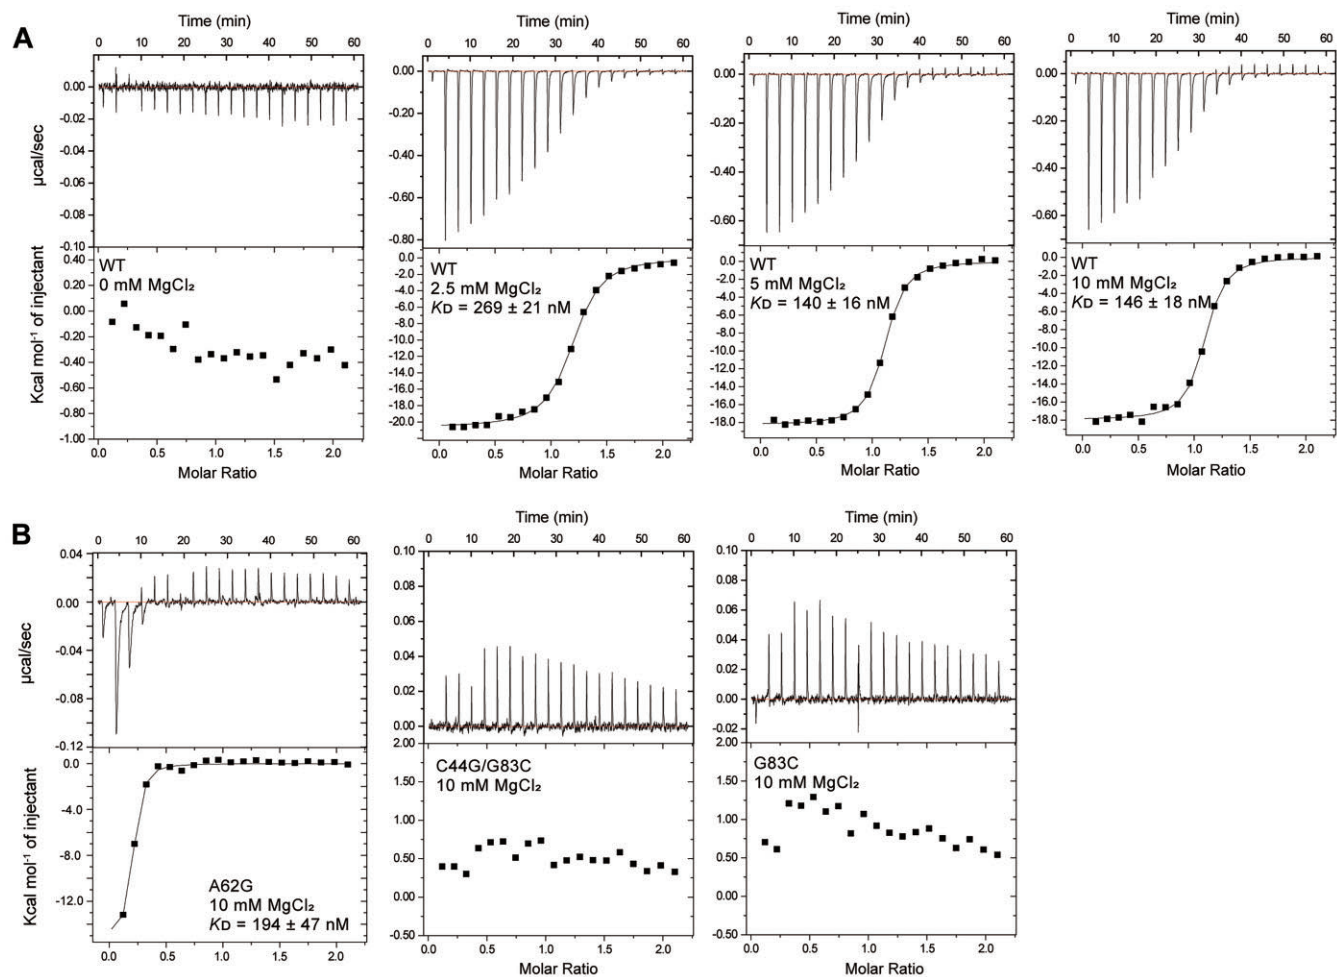 A
Time (min)
0 10 20 30 40 50 60
0.00
-0.02
-0.04
-0.06
-0.08
-0.10
µcal/sec
WT
0 mM MgCl₂
0.40
0.20
0.00
-0.20
-0.40
-0.60
-0.80
-1.00
Kcal mol⁻¹ of injectant
0.0 0.5 1.0 1.5 2.0
Molar Ratio
Time (min)
0 10 20 30 40 50 60
0.00
-0.20
-0.40
-0.60
-0.80
WT
2.5 mM MgCl₂
KD = 269 ± 21 nM
0.0
-2.0
-4.0
-6.0
-8.0
-10.0
-12.0
-14.0
-16.0
-18.0
-20.0
0.0 0.5 1.0 1.5 2.0
Molar Ratio
Time (min)
0 10 20 30 40 50 60
0.00
-0.20
-0.40
-0.60
WT
5 mM MgCl₂
KD = 140 ± 16 nM
0.0
-2.0
-4.0
-6.0
-8.0
-10.0
-12.0
-14.0
-16.0
-18.0
0.0 0.5 1.0 1.5 2.0
Molar Ratio
Time (min)
0 10 20 30 40 50 60
0.00
-0.20
-0.40
-0.60
WT
10 mM MgCl₂
KD = 146 ± 18 nM
0.0
-2.0
-4.0
-6.0
-8.0
-10.0
-12.0
-14.0
-16.0
-18.0
0.0 0.5 1.0 1.5 2.0
Molar Ratio
B
Time (min)
0 10 20 30 40 50 60
0.04
0.00
-0.04
-0.08
-0.12
µcal/sec
0.0
-4.0
-8.0
-12.0
Kcal mol⁻¹ of injectant
A62G
10 mM MgCl₂
KD = 194 ± 47 nM
0.0 0.5 1.0 1.5 2.0
Molar Ratio
Time (min)
0 10 20 30 40 50 60
0.10
0.08
0.06
0.04
0.02
0.00
2.00
C44G/G83C
10 mM MgCl₂
1.50
1.00
0.50
0.00
-0.50
0.0 0.5 1.0 1.5 2.0
Molar Ratio
Time (min)
0 10 20 30 40 50 60
0.10
0.08
0.06
0.04
0.02
0.00
-0.02
2.00
G83C
10 mM MgCl₂
1.50
1.00
0.50
0.00
-0.50
0.0 0.5 1.0 1.5 2.0
Molar Ratio